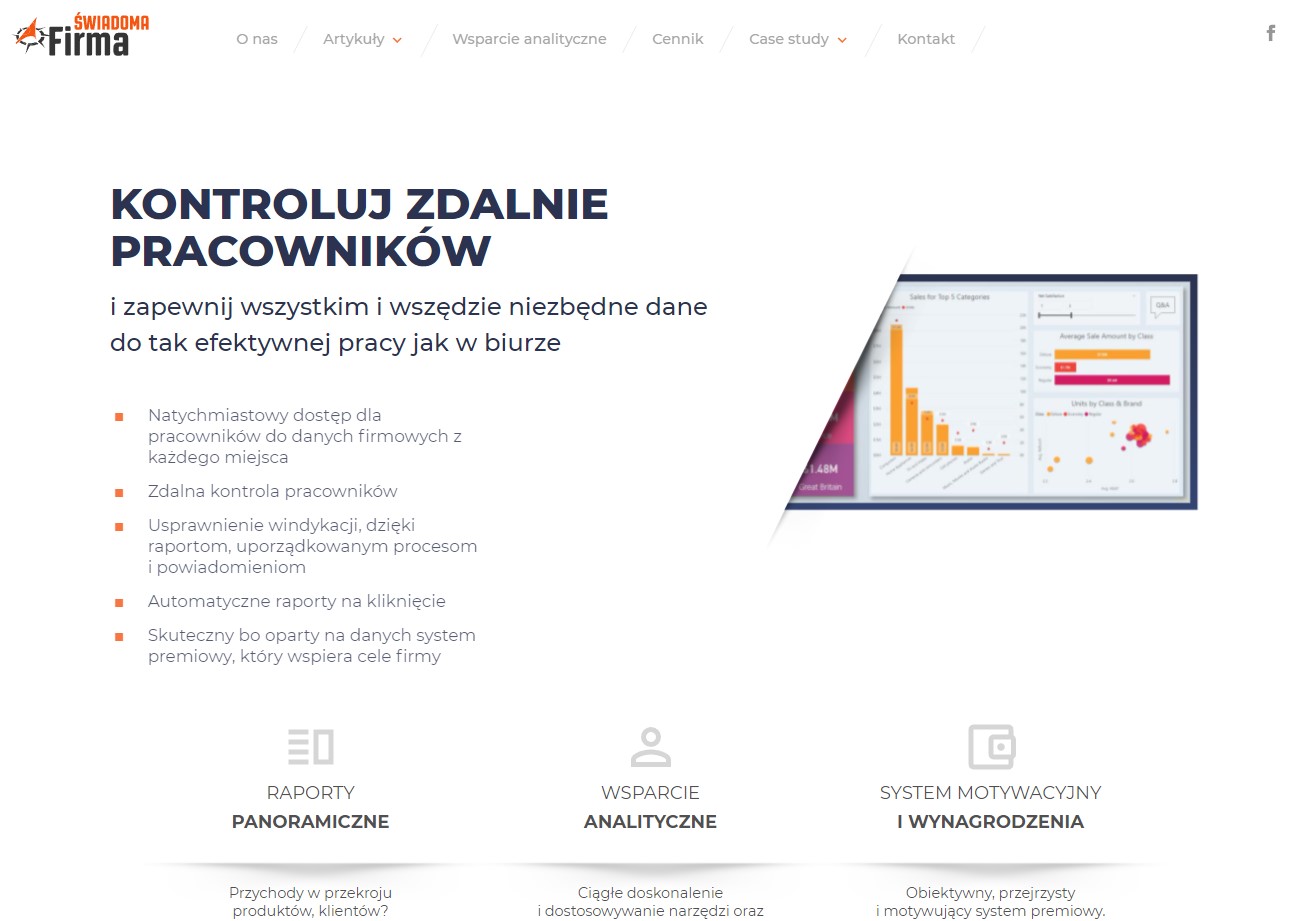 ŚWIADOMA
Firma
O nas
Artykuły
Wsparcie analityczne
Cennik
Case study
Kontakt
KONTROLUJ ZDALNIE
PRACOWNIKÓW
i zapewnij wszystkim i wszędzie niezbędne dane
do tak efektywnej pracy jak w biurze
Natychmiastowy dostęp dla
pracowników do danych firmowych z
każdego miejsca
Zdalna kontrola pracowników
Usprawnienie windykacji, dzięki
raportom, uporządkowanym procesom
i powiadomieniom
Automatyczne raporty na kliknięcie
Skuteczny bo oparty na danych system
premiowy, który wspiera cele firmy
Sales for Top 5 Categories
Q&A
Average Sale Amount by Class
Units by Class & Brand
1.48M
Great Britain
RAPORTY
PANORAMICZNE
WSPARCIE
ANALITYCZNE
SYSTEM MOTYWACYJNY
I WYNAGRODZENIA
Przychody w przekroju
produktów, klientów?
Ciągłe doskonalenie
i dostosowywanie narzędzi oraz
Obiektywny, przejrzysty
i motywujący system premiowy.